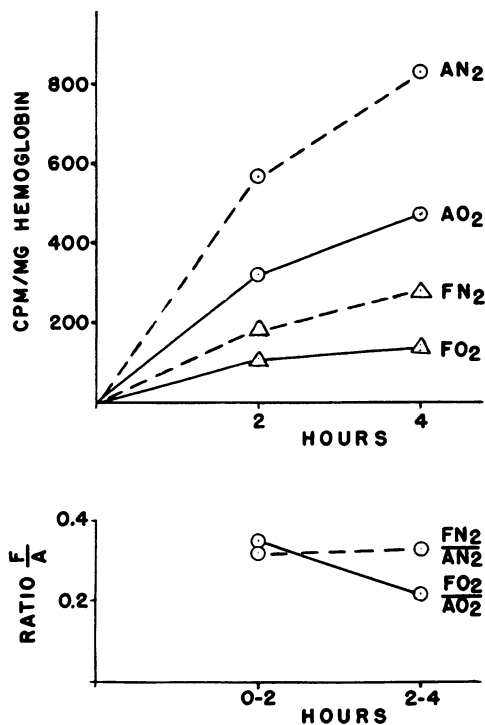 CPM/MG HEMOGLOBIN
800
600
400
200
AN2
AO2
FN2
FO2
2
4
HOURS
RATIO F/A
0.4
0.2
FN2
AN2
FO2
AO2
0-2
2-4
HOURS